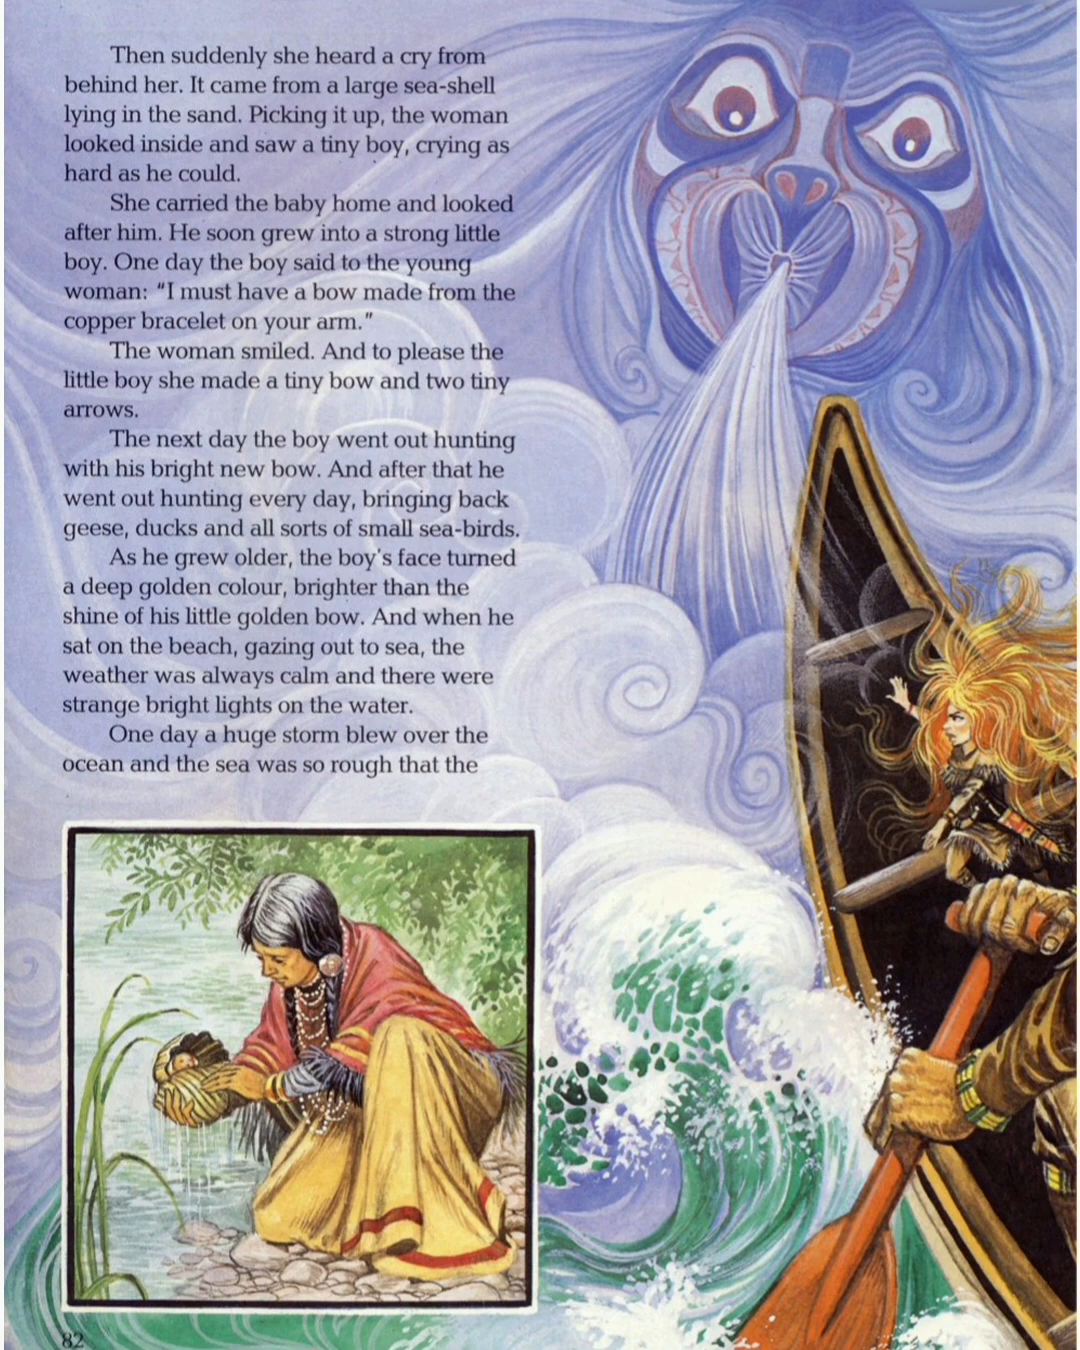 Then suddenly she heard a cry from
behind her. It came from a large sea-shell
lying in the sand. Picking it up, the woman
looked inside and saw a tiny boy, crying as
hard as he could.
She carried the baby home and looked
after him. He soon grew into a strong little
boy. One day the boy said to the young
woman: "I must have a bow made from the
copper bracelet on your arm."
The woman smiled. And to please the
little boy she made a tiny bow and two tiny
arrows.
The next day the boy went out hunting
with his bright new bow. And after that he
went out hunting every day, bringing back
geese, ducks and all sorts of small sea-birds.
As he grew older, the boy's face turned
a deep golden colour, brighter than the
shine of his little golden bow. And when he
sat on the beach, gazing out to sea, the
weather was always calm and there were
strange bright lights on the water.
One day a huge storm blew over the
ocean and the sea was so rough that the
82